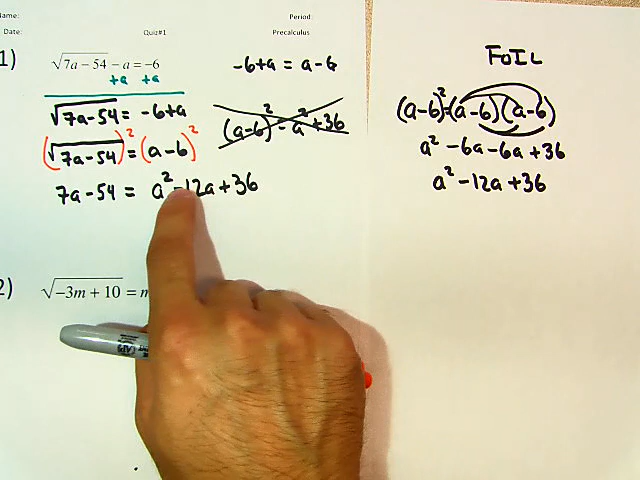 Name: Period:
Date: Quiz#1 Precalculus
1) √(7a − 54) − a = −6
+a +a
√(7a−54) = −6+a
(√(7a−54))² = (a−6)²
7a−54 = a² −12a+36
−6+a = a−6
(a−6)² = a² + 36
2) √(−3m + 10) = m
FOIL
(a−6)² = (a−6)(a−6)
a² −6a−6a +36
a² −12a +36